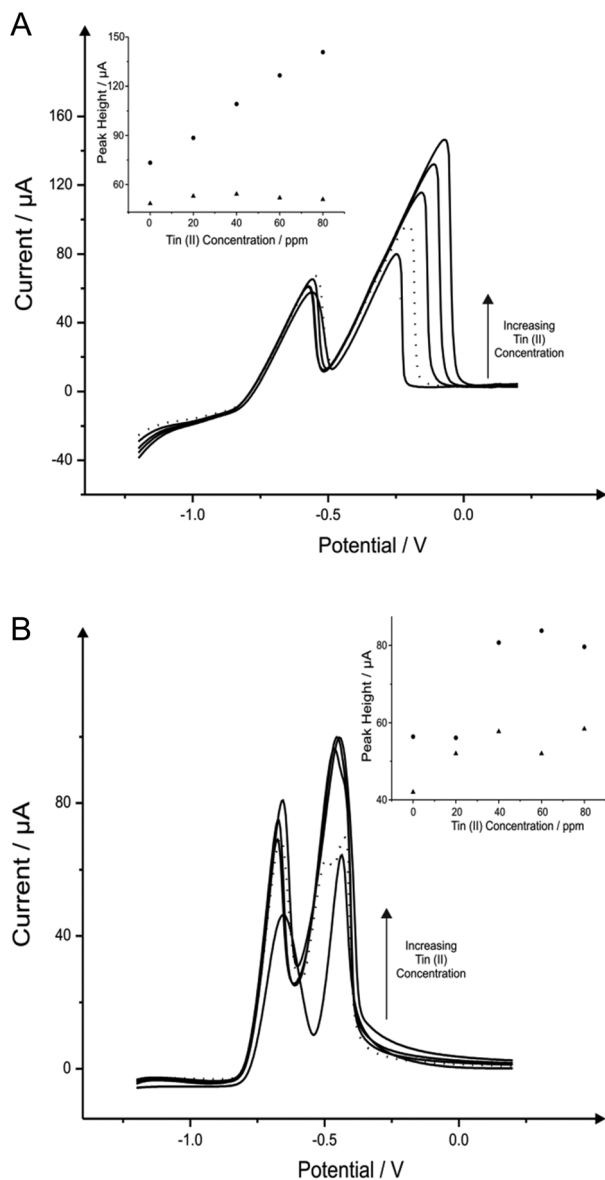 A
150
125
100
75
60
Peak Height / µA
0 20 40 60 80
Tin (II) Concentration / ppm
160
120
80
40
0
-40
Current / µA
Increasing
Tin (II)
Concentration
-1.0 -0.5 0.0
Potential / V
B
80
60
40
Peak Height / µA
0 20 40 60 80
Tin (II) Concentration / ppm
80
40
0
Current / µA
Increasing
Tin (II)
Concentration
-1.0 -0.5 0.0
Potential / V